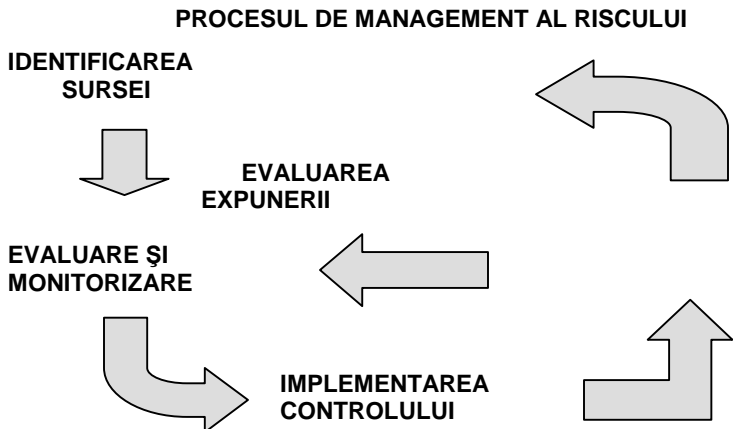 PROCESUL DE MANAGEMENT AL RISCULUI
IDENTIFICAREA
SURSEI
EVALUAREA
EXPUNERII
EVALUARE ŞI
MONITORIZARE
IMPLEMENTAREA
CONTROLULUI